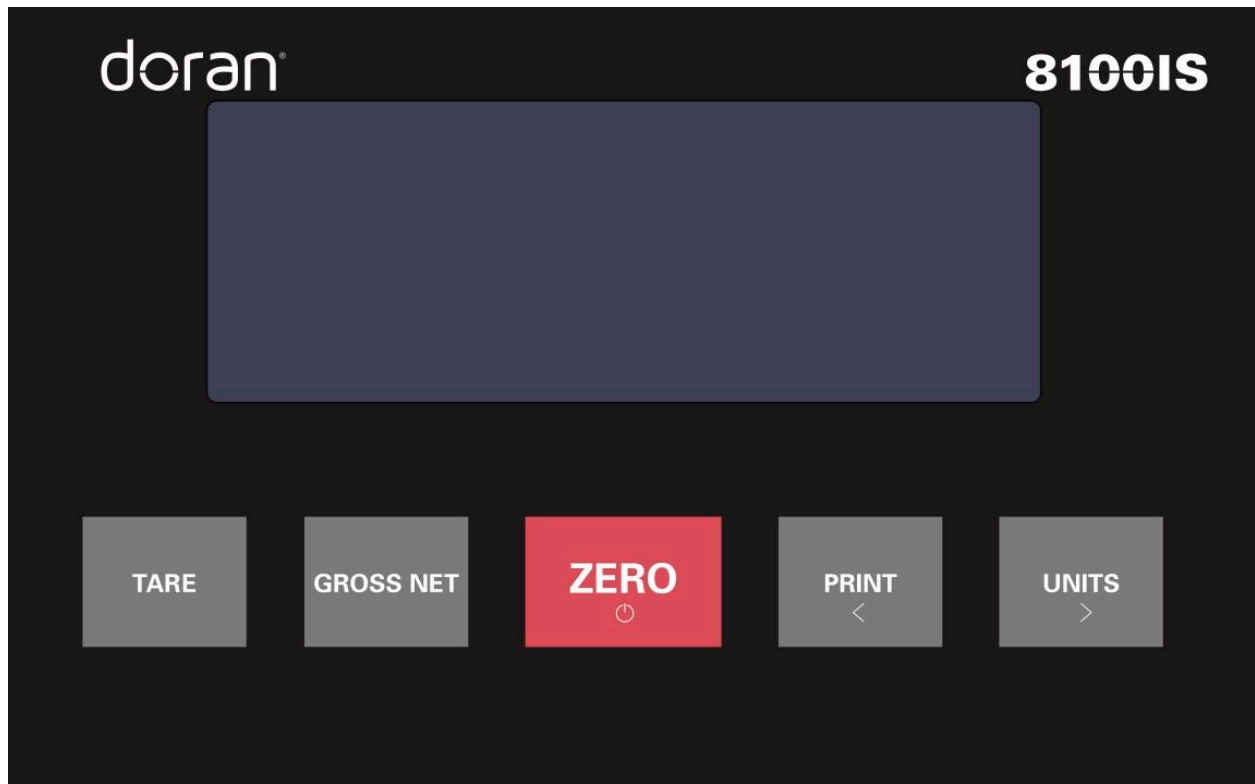 doran®
8100IS
TARE
GROSS NET
ZERO
PRINT
<
UNITS
>